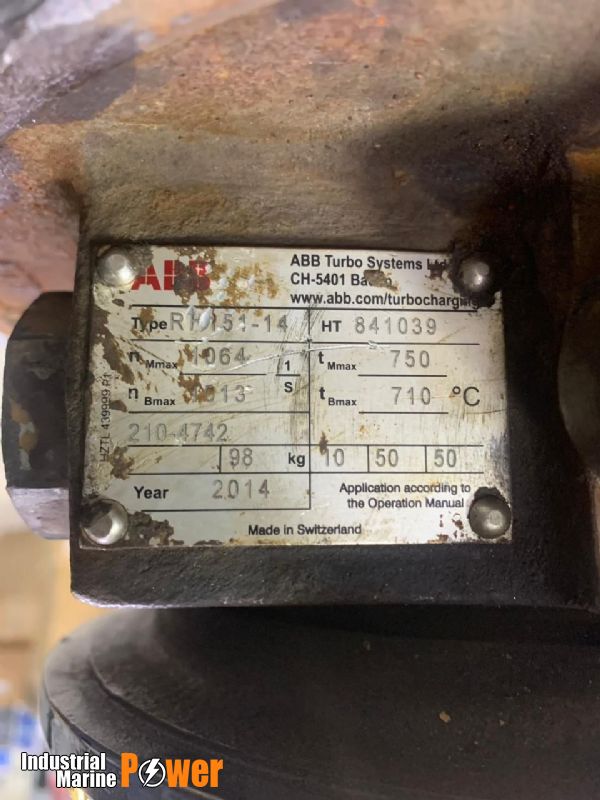 ABB
ABB Turbo Systems Ltd
CH-5401
www.abb.com/turbocharging
Type 151-14 HT 841039
n Mmax 1064 1/s t Mmax 750
n Bmax t Bmax 710 °C
210-4742
98 kg 10 50 50
Year 2014 Application according to
the Operation Manual
Made in Switzerland
HZTL 439999 P1
Industrial
Marine Power